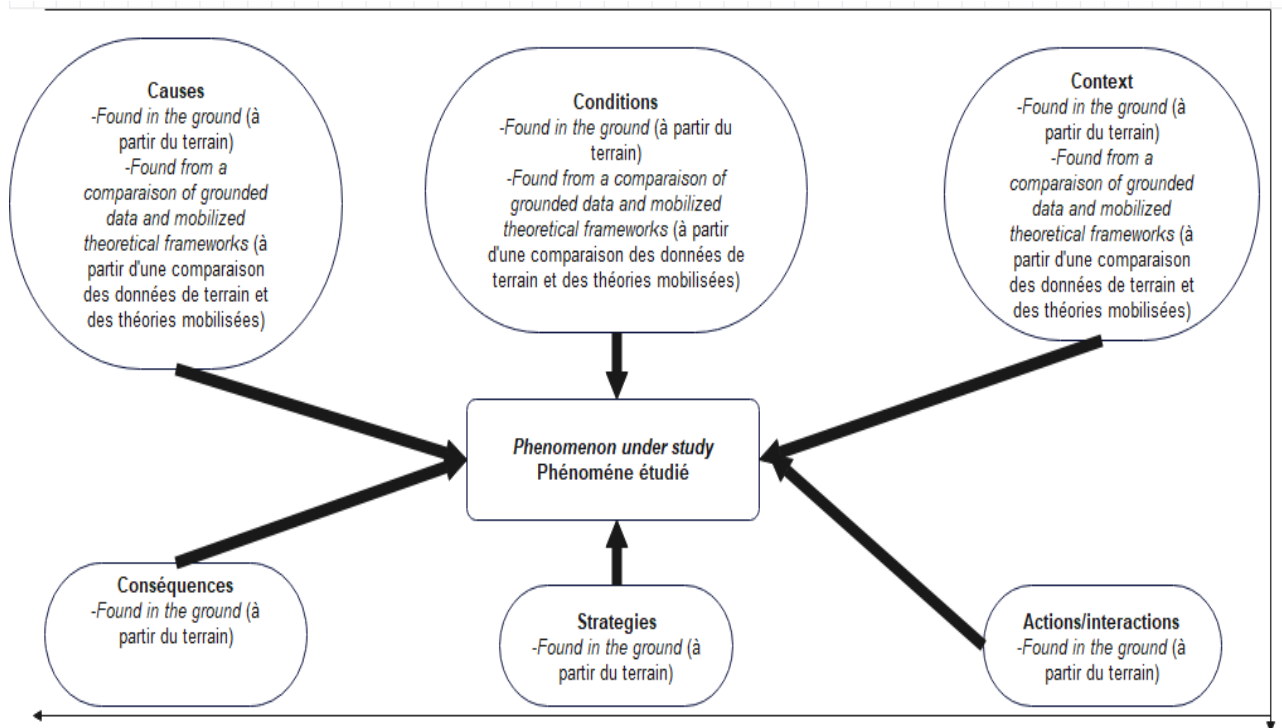 Causes
-Found in the ground (à
partir du terrain)
-Found from a
comparaison of grounded
data and mobilized
theoretical frameworks (à
partir d'une comparaison
des données de terrain et
des théories mobilisées)
Conditions
-Found in the ground (à partir du
terrain)
-Found from a comparaison of
grounded data and mobilized
theoretical frameworks (à partir
d'une comparaison des données de
terrain et des théories mobilisées)
Context
-Found in the ground (à
partir du terrain)
-Found from a
comparaison of grounded
data and mobilized
theoretical frameworks (à
partir d'une comparaison
des données de terrain et
des théories mobilisées)
Phenomenon under study
Phénoméne étudié
Conséquences
-Found in the ground (à
partir du terrain)
Strategies
-Found in the ground (à
partir du terrain)
Actions/interactions
-Found in the ground (à
partir du terrain)